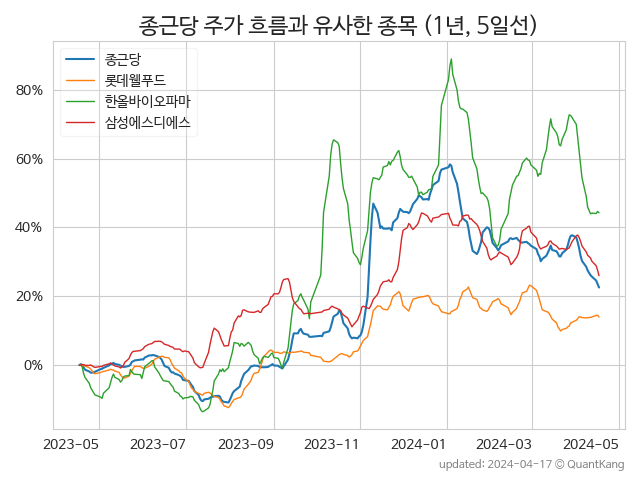 종근당 주가 흐름과 유사한 종목 (1년, 5일선)
종근당
롯데웰푸드
한올바이오파마
삼성에스디에스
80%
60%
40%
20%
0%
2023-05 2023-07 2023-09 2023-11 2024-01 2024-03 2024-05
updated: 2024-04-17 © QuantKang